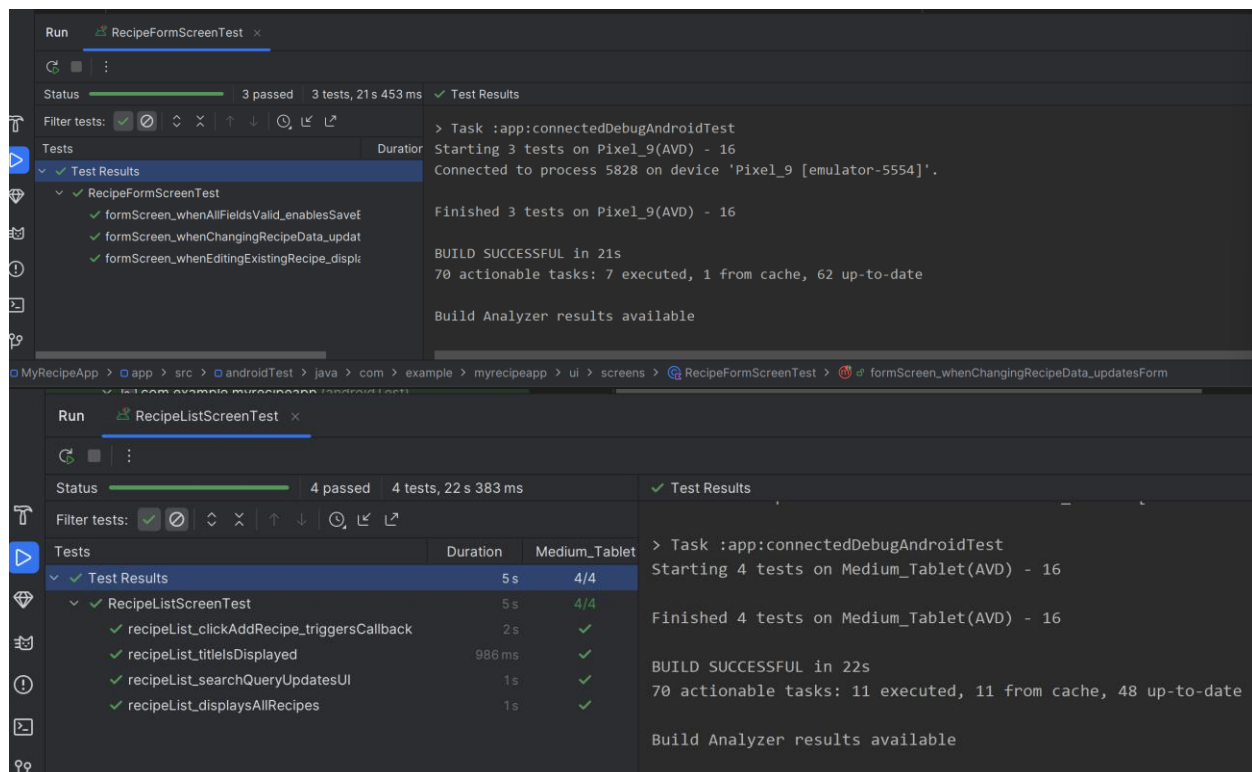 Run RecipeFormScreenTest
Status 3 passed 3 tests, 21 s 453 ms Test Results
Filter tests:
Tests Duration
Test Results
RecipeFormScreenTest
formScreen_whenAllFieldsValid_enablesSaveE
formScreen_whenChangingRecipeData_updat
formScreen_whenEditingExistingRecipe_displa
> Task :app:connectedDebugAndroidTest
Starting 3 tests on Pixel_9(AVD) - 16
Connected to process 5828 on device 'Pixel_9 [emulator-5554]'.
Finished 3 tests on Pixel_9(AVD) - 16
BUILD SUCCESSFUL in 21s
70 actionable tasks: 7 executed, 1 from cache, 62 up-to-date
Build Analyzer results available
MyRecipeApp > app > src > androidTest > java > com > example > myrecipeapp > ui > screens > RecipeFormScreenTest > formScreen_whenChangingRecipeData_updatesForm
com.example.myrecipeapp (androidTest)
Run RecipeListScreenTest
Status 4 passed 4 tests, 22 s 383 ms Test Results
Filter tests:
Tests Duration Medium_Tablet
Test Results 5 s 4/4
RecipeListScreenTest 5 s 4/4
recipeList_clickAddRecipe_triggersCallback 2 s
recipeList_titleIsDisplayed 986 ms
recipeList_searchQueryUpdatesUI 1 s
recipeList_displaysAllRecipes 1 s
> Task :app:connectedDebugAndroidTest
Starting 4 tests on Medium_Tablet(AVD) - 16
Finished 4 tests on Medium_Tablet(AVD) - 16
BUILD SUCCESSFUL in 22s
70 actionable tasks: 11 executed, 11 from cache, 48 up-to-date
Build Analyzer results available